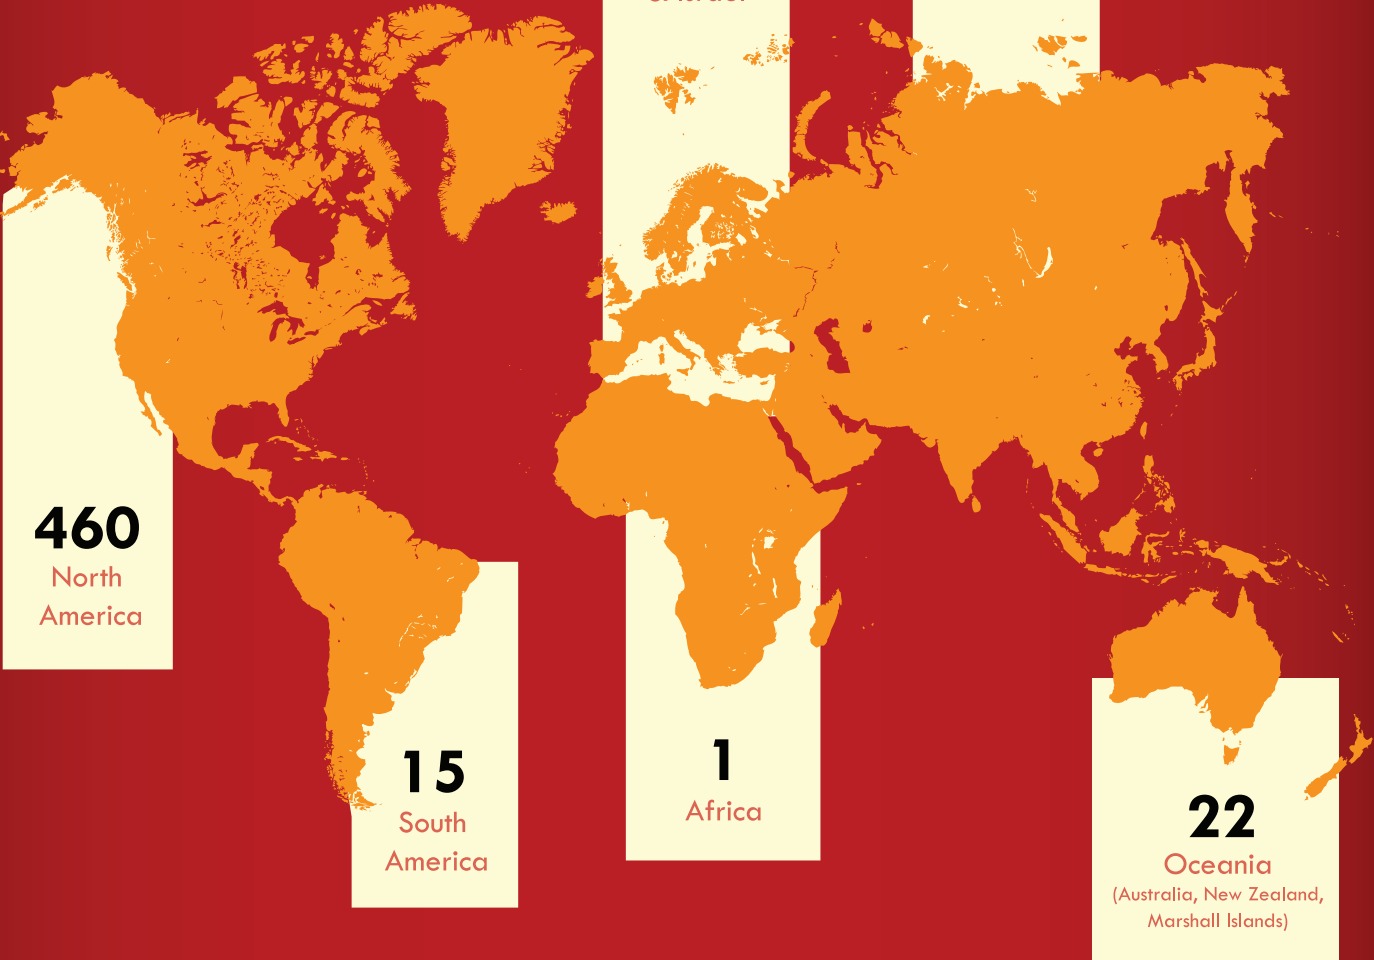 460
North
America
15
South
America
1
Africa
22
Oceania
(Australia, New Zealand,
Marshall Islands)